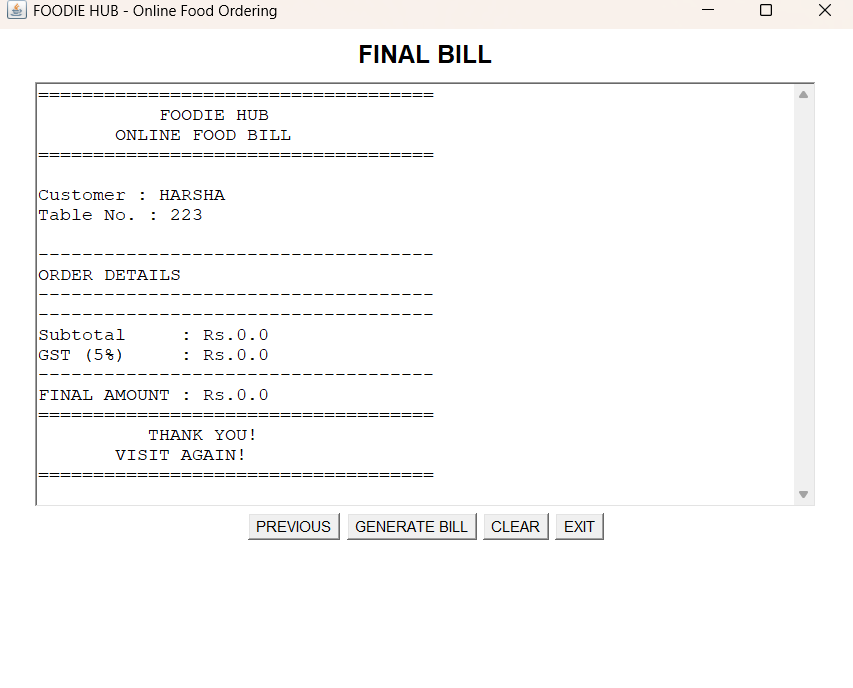 FOODIE HUB - Online Food Ordering
FINAL BILL
====================================
FOODIE HUB
ONLINE FOOD BILL
====================================
Customer : HARSHA
Table No. : 223
------------------------------------
ORDER DETAILS
------------------------------------
------------------------------------
Subtotal     : Rs.0.0
GST (5%)     : Rs.0.0
------------------------------------
FINAL AMOUNT : Rs.0.0
====================================
THANK YOU!
VISIT AGAIN!
====================================
PREVIOUS GENERATE BILL CLEAR EXIT